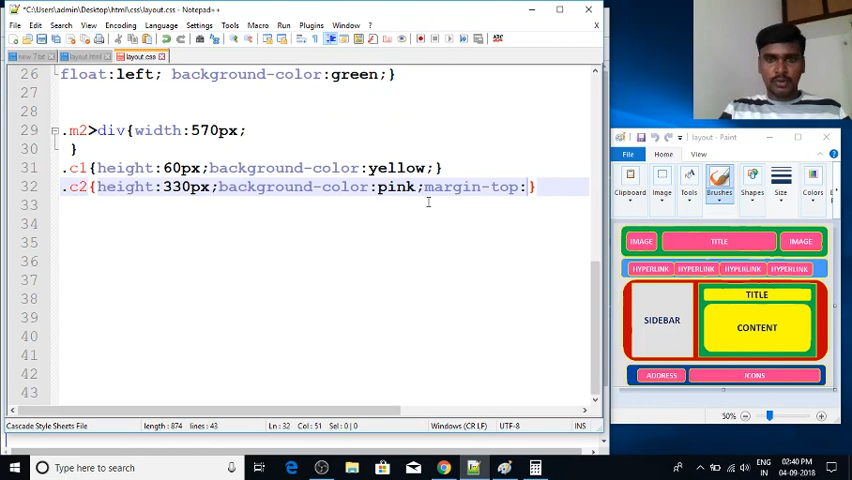 *C:\Users\admin\Desktop\html\css\layout.css - Notepad++
File Edit Search View Encoding Language Settings Tools Macro Run Plugins Window ?
new 7.txt layout.html layout.css
26 float:left; background-color:green;}
27
28
29 .m2>div{width:570px;
30 }
31 .c1{height:60px;background-color:yellow;}
32 .c2{height:330px;background-color:pink;margin-top:}
33
34
35
36
37
38
39
40
41
42
43
Cascade Style Sheets File length : 874 lines : 43 Ln : 32 Col : 51 Sel : 0 | 0 Windows (CR LF) UTF-8 INS
layout - Paint
File Home View
Clipboard Image Tools Brushes Shapes Colors
IMAGE TITLE IMAGE
HYPERLINK HYPERLINK HYPERLINK HYPERLINK
TITLE
SIDEBAR CONTENT
ADDRESS ICONS
50%
Type here to search
ENG 02:40 PM
IN 04-09-2018